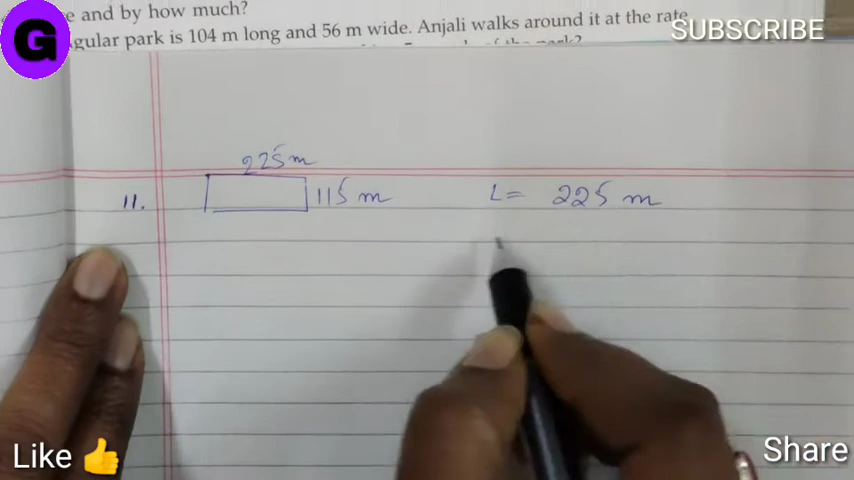 e and by how much?
gular park is 104 m long and 56 m wide. Anjali walks around it at the rate
SUBSCRIBE
G
225 m
11.
115 m
L = 225 m
Like 👍
Share